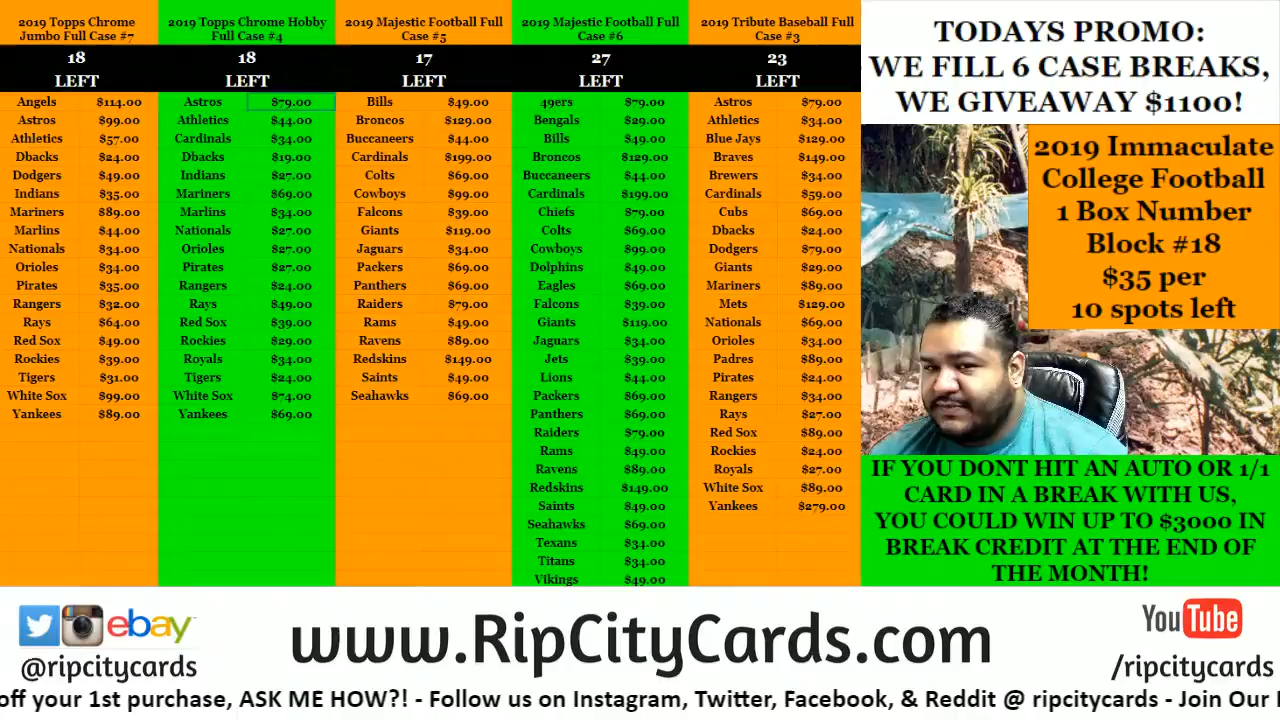 2019 Topps Chrome
Jumbo Full Case #7
18
LEFT
Angels $114.00
Astros $99.00
Athletics $57.00
Dbacks $24.00
Dodgers $49.00
Indians $35.00
Mariners $89.00
Marlins $44.00
Nationals $34.00
Orioles $34.00
Pirates $35.00
Rangers $32.00
Rays $64.00
Red Sox $49.00
Rockies $39.00
Tigers $31.00
White Sox $99.00
Yankees $89.00
2019 Topps Chrome Hobby
Full Case #4
18
LEFT
Astros $79.00
Athletics $44.00
Cardinals $34.00
Dbacks $19.00
Indians $27.00
Mariners $69.00
Marlins $34.00
Nationals $27.00
Orioles $27.00
Pirates $27.00
Rangers $24.00
Rays $49.00
Red Sox $39.00
Rockies $29.00
Royals $34.00
Tigers $24.00
White Sox $74.00
Yankees $69.00
2019 Majestic Football Full
Case #5
17
LEFT
Bills $49.00
Broncos $129.00
Buccaneers $44.00
Cardinals $199.00
Colts $69.00
Cowboys $99.00
Falcons $39.00
Giants $119.00
Jaguars $34.00
Packers $69.00
Panthers $69.00
Raiders $79.00
Rams $49.00
Ravens $89.00
Redskins $149.00
Saints $49.00
Seahawks $69.00
2019 Majestic Football Full
Case #6
27
LEFT
49ers $79.00
Bengals $29.00
Bills $49.00
Broncos $129.00
Buccaneers $44.00
Cardinals $199.00
Chiefs $79.00
Colts $69.00
Cowboys $99.00
Dolphins $49.00
Eagles $69.00
Falcons $39.00
Giants $119.00
Jaguars $34.00
Jets $39.00
Lions $44.00
Packers $69.00
Panthers $69.00
Raiders $79.00
Rams $49.00
Ravens $89.00
Redskins $149.00
Saints $49.00
Seahawks $69.00
Texans $34.00
Titans $34.00
Vikings $49.00
2019 Tribute Baseball Full
Case #3
23
LEFT
Astros $79.00
Athletics $34.00
Blue Jays $129.00
Braves $149.00
Brewers $34.00
Cardinals $59.00
Cubs $69.00
Dbacks $24.00
Dodgers $79.00
Giants $29.00
Mariners $89.00
Mets $129.00
Nationals $69.00
Orioles $34.00
Padres $89.00
Pirates $24.00
Rangers $34.00
Rays $27.00
Red Sox $89.00
Rockies $24.00
Royals $27.00
White Sox $89.00
Yankees $279.00
TODAYS PROMO:
WE FILL 6 CASE BREAKS,
WE GIVEAWAY $1100!
2019 Immaculate
College Football
1 Box Number
Block #18
$35 per
10 spots left
IF YOU DONT HIT AN AUTO OR 1/1
CARD IN A BREAK WITH US,
YOU COULD WIN UP TO $3000 IN
BREAK CREDIT AT THE END OF
THE MONTH!
ebay
@ripcitycards
www.RipCityCards.com
YouTube
/ripcitycards
off your 1st purchase, ASK ME HOW?! - Follow us on Instagram, Twitter, Facebook, & Reddit @ ripcitycards - Join Our